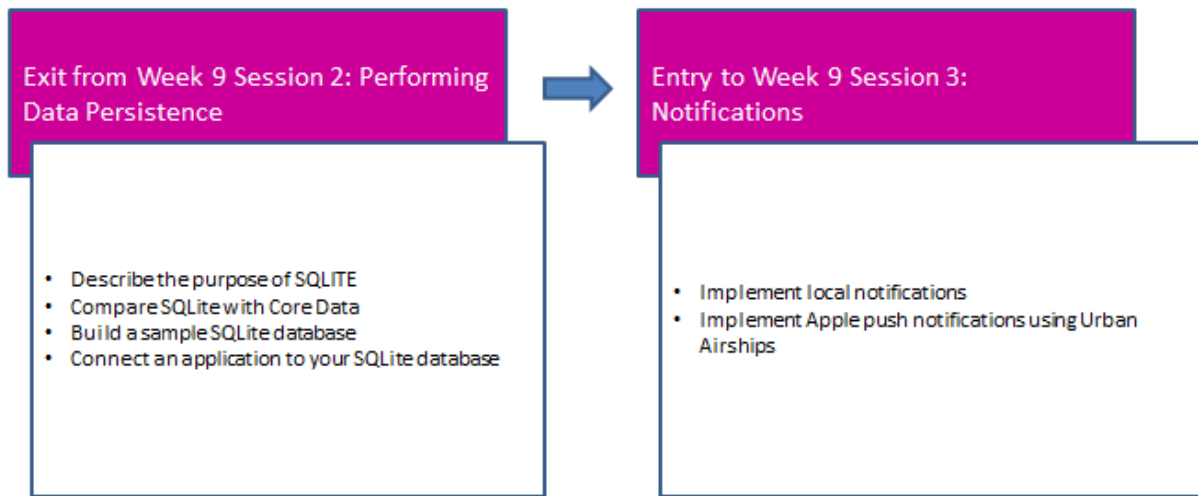 Exit from Week 9 Session 2: Performing
Data Persistence
• Describe the purpose of SQLITE
• Compare SQLite with Core Data
• Build a sample SQLite database
• Connect an application to your SQLite database
Entry to Week 9 Session 3:
Notifications
• Implement local notifications
• Implement Apple push notifications using Urban
Airships